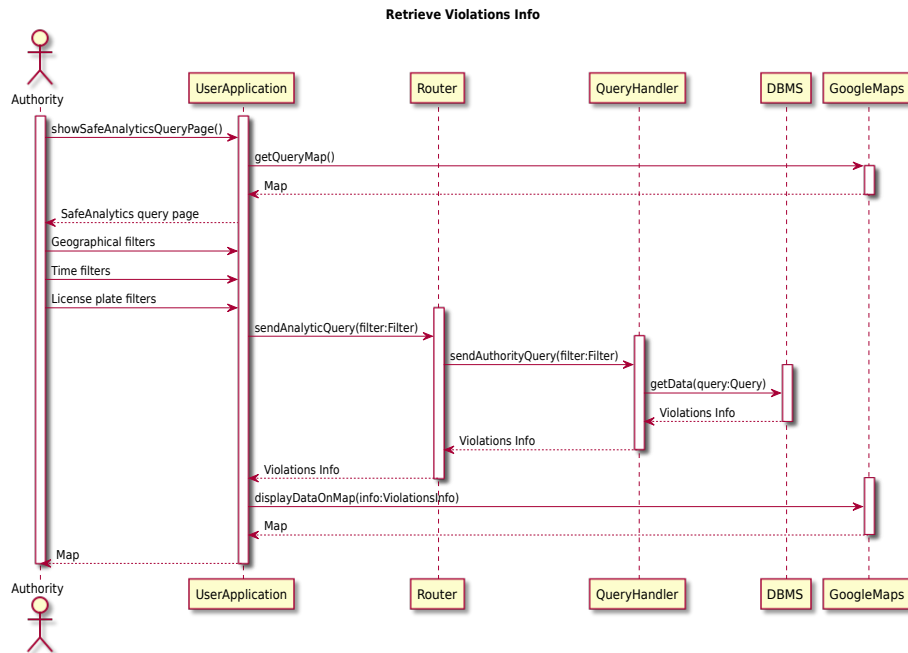 Retrieve Violations Info
Authority
UserApplication
Router
QueryHandler
DBMS
GoogleMaps
showSafeAnalyticsQueryPage()
getQueryMap()
Map
SafeAnalytics query page
Geographical filters
Time filters
License plate filters
sendAnalyticQuery(filter:Filter)
sendAuthorityQuery(filter:Filter)
getData(query:Query)
Violations Info
Violations Info
Violations Info
displayDataOnMap(info:ViolationsInfo)
Map
Map
Authority
UserApplication
Router
QueryHandler
DBMS
GoogleMaps